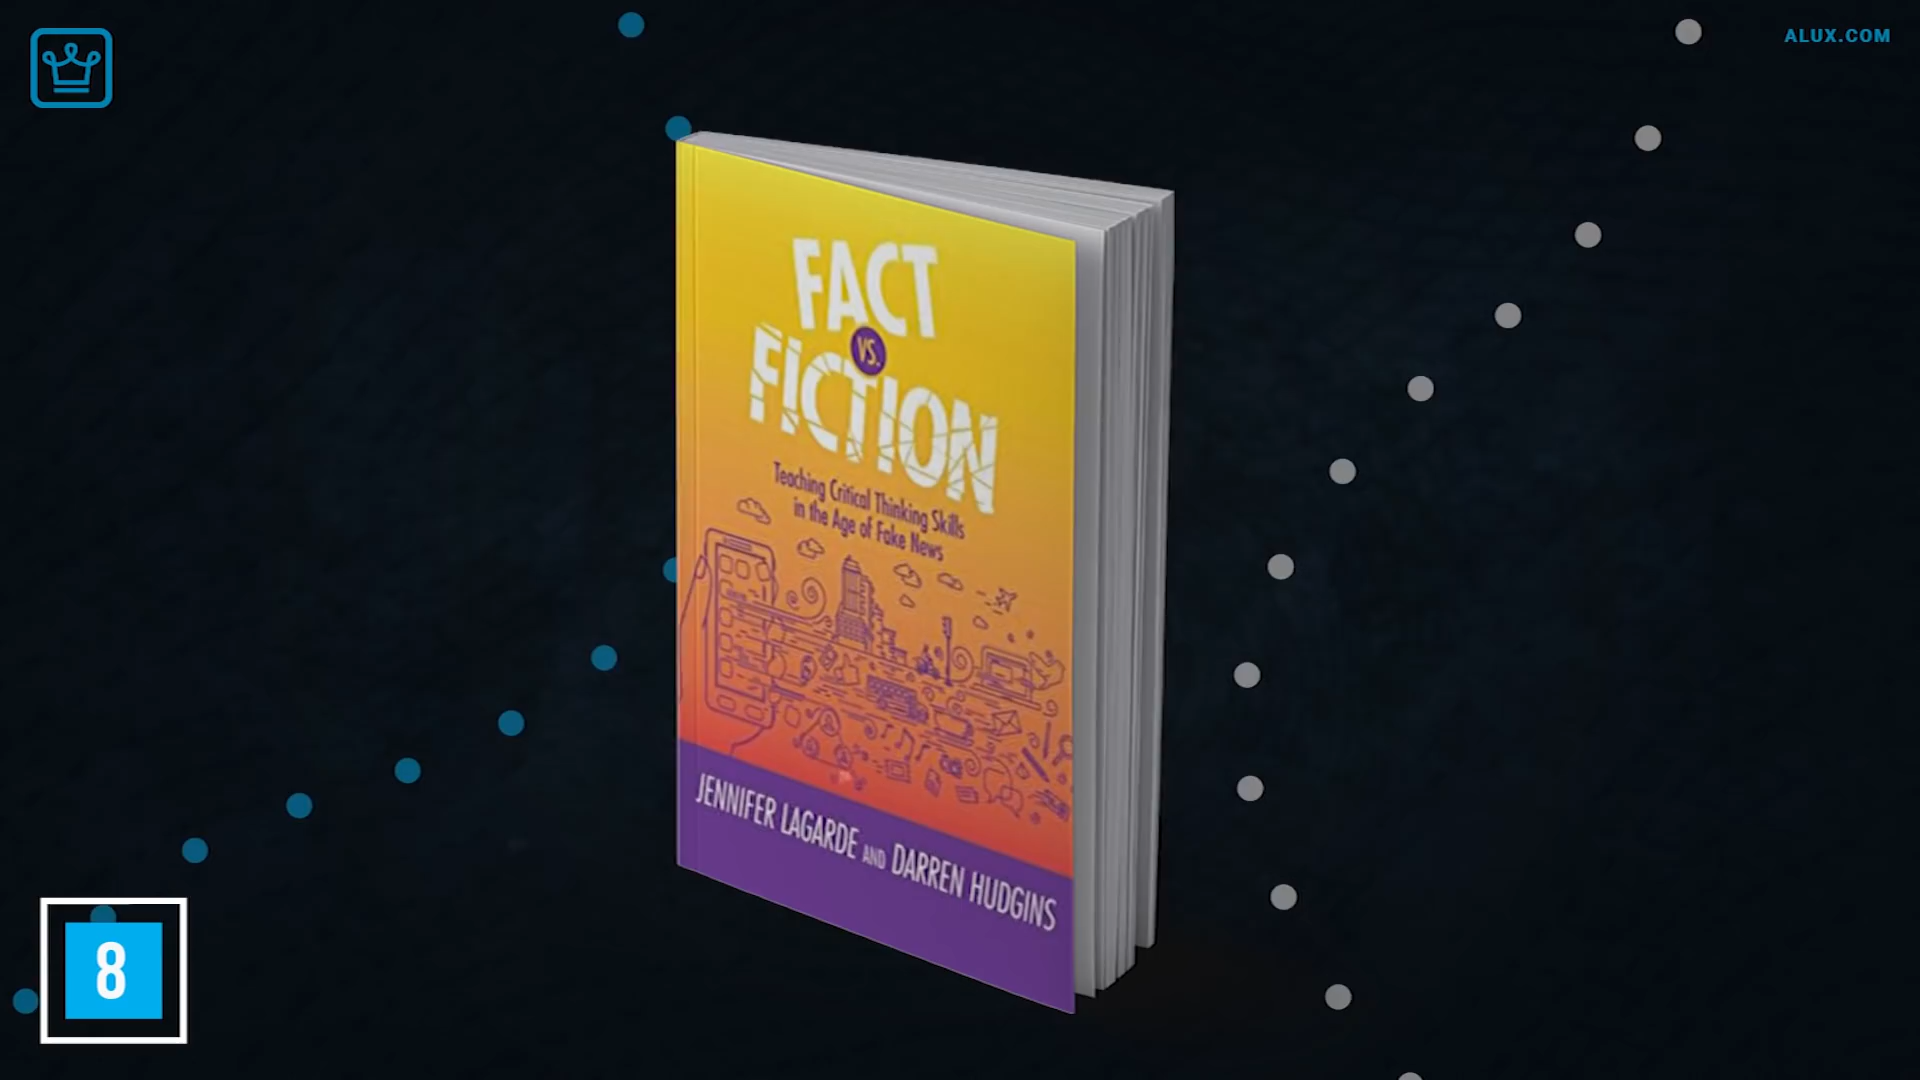 ALUX.COM
FACT
VS.
FICTION
Teaching Critical Thinking Skills
in the Age of Fake News
JENNIFER LAGARDE AND DARREN HUDGINS
8